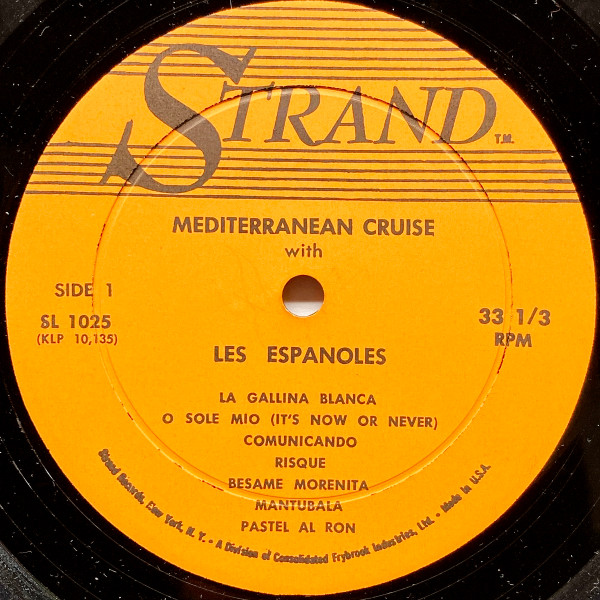 STRAND T.M.
MEDITERRANEAN CRUISE
with
SIDE 1
SL 1025
(KLP 10,135)
33 1/3
RPM
LES ESPANOLES
LA GALLINA BLANCA
O SOLE MIO (IT'S NOW OR NEVER)
COMUNICANDO
RISQUE
BESAME MORENITA
MANTUBALA
PASTEL AL RON
Strand Records, New York, N. Y. • A Division of Consolidated Frybrook Industries, Ltd. • Made in U.S.A.